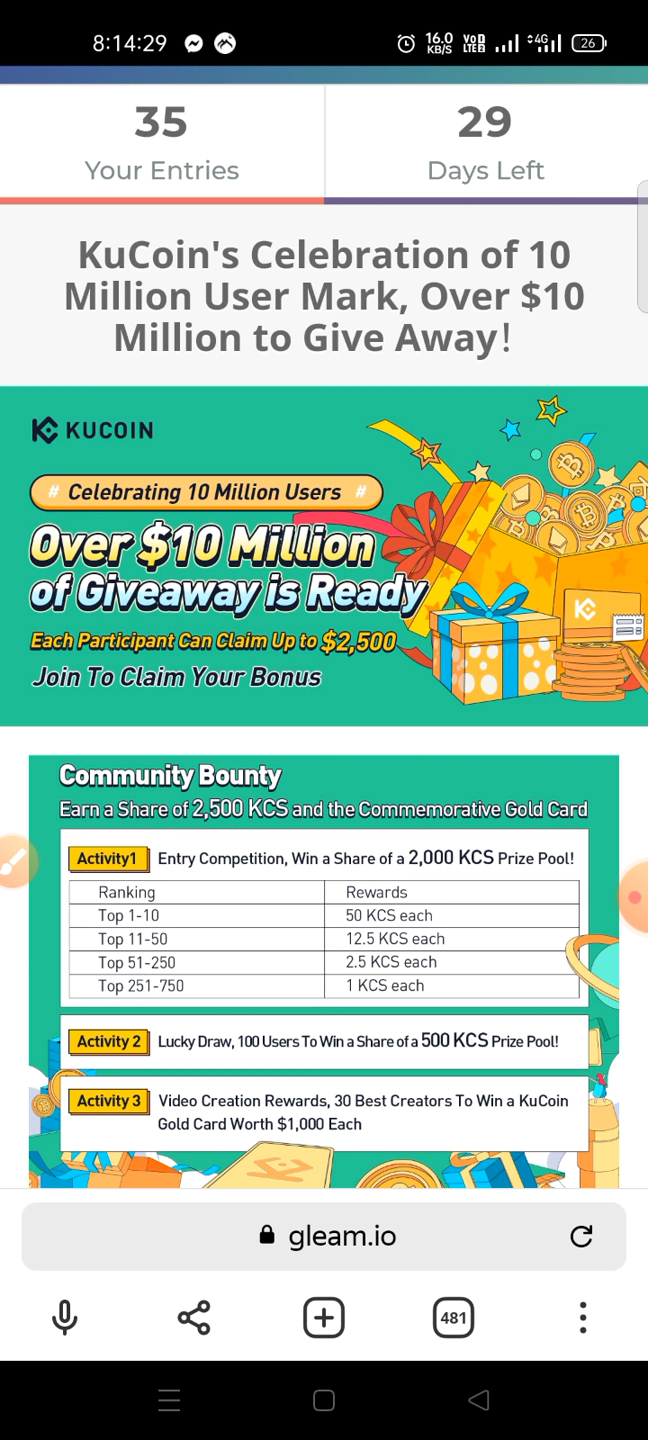 8:14:29 16.0 KB/S VoD LTE2 4G 26
35 29
Your Entries Days Left
KuCoin's Celebration of 10
Million User Mark, Over $10
Million to Give Away!
KUCOIN
# Celebrating 10 Million Users #
Over $10 Million
of Giveaway is Ready
Each Participant Can Claim Up to $2,500
Join To Claim Your Bonus
Community Bounty
Earn a Share of 2,500 KCS and the Commemorative Gold Card
Activity1 Entry Competition, Win a Share of a 2,000 KCS Prize Pool!
Ranking Rewards
Top 1-10 50 KCS each
Top 11-50 12.5 KCS each
Top 51-250 2.5 KCS each
Top 251-750 1 KCS each
Activity 2 Lucky Draw, 100 Users To Win a Share of a 500 KCS Prize Pool!
Activity 3 Video Creation Rewards, 30 Best Creators To Win a KuCoin
Gold Card Worth $1,000 Each
gleam.io
481